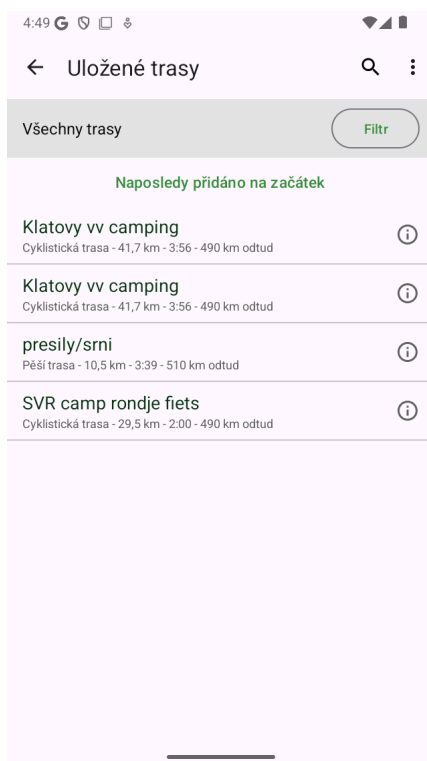 4:49
Uložené trasy
Všechny trasy
Filtr
Naposledy přidáno na začátek
Klatovy vv camping
Cyklistická trasa - 41,7 km - 3:56 - 490 km odtud
Klatovy vv camping
Cyklistická trasa - 41,7 km - 3:56 - 490 km odtud
presily/srni
Pěší trasa - 10,5 km - 3:39 - 510 km odtud
SVR camp rondje fiets
Cyklistická trasa - 29,5 km - 2:00 - 490 km odtud